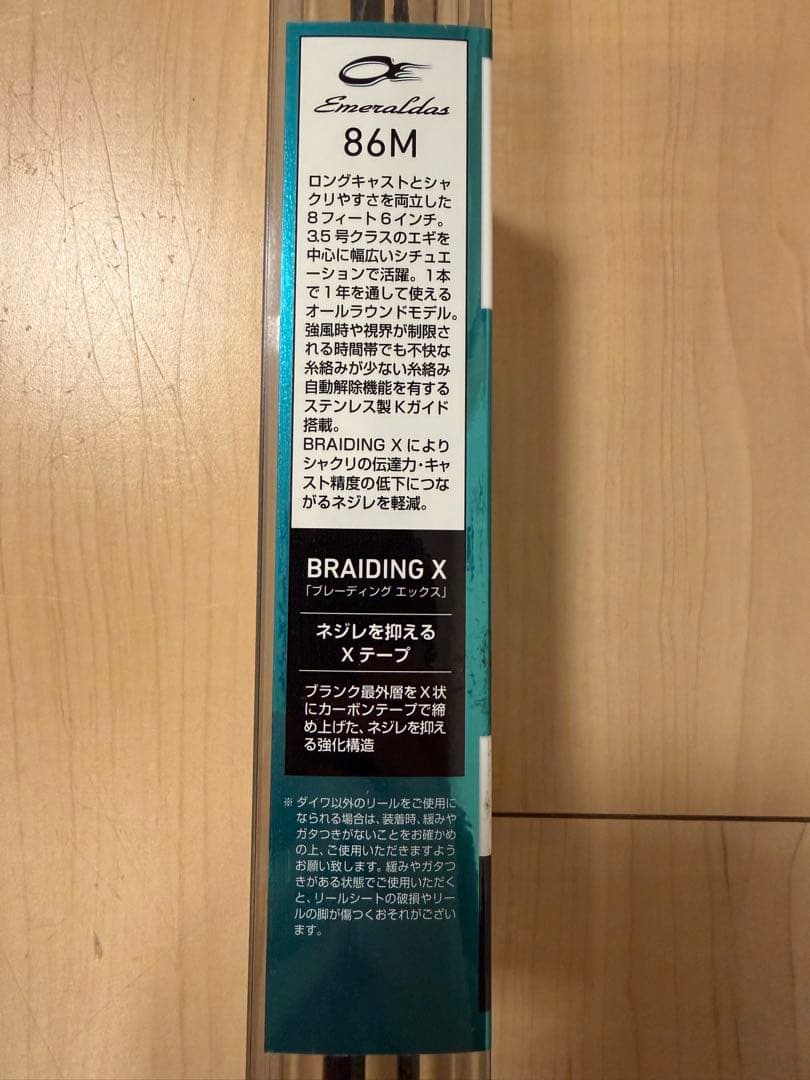 Emeraldas
86M
ロングキャストとシャ
クリやすさを両立した
8フィート6インチ。
3.5号クラスのエギを
中心に幅広いシチュエ
ーションで活躍。1本
で1年を通して使える
オールラウンドモデル。
強風時や視界が制限さ
れる時間帯でも不快な
糸絡みが少ない糸絡み
自動解除機能を有する
ステンレス製Kガイド
搭載。
BRAIDING Xにより
シャクリの伝達力・キャ
スト精度の低下につな
がるネジレを軽減。
BRAIDING X
「ブレーディング エックス」
ネジレを抑える
Xテープ
ブランク最外層をX状
にカーボンテープで締
め上げた、ネジレを抑え
る強化構造
※ ダイワ以外のリールをご使用に
なられる場合は、装着時、緩みや
ガタつきがないことをお確かめ
の上、ご使用いただきますよう
お願い致します。緩みやガタつ
きがある状態でご使用いただく
と、リールシートの破損やリー
ルの脚が傷つくおそれがござい
ます。